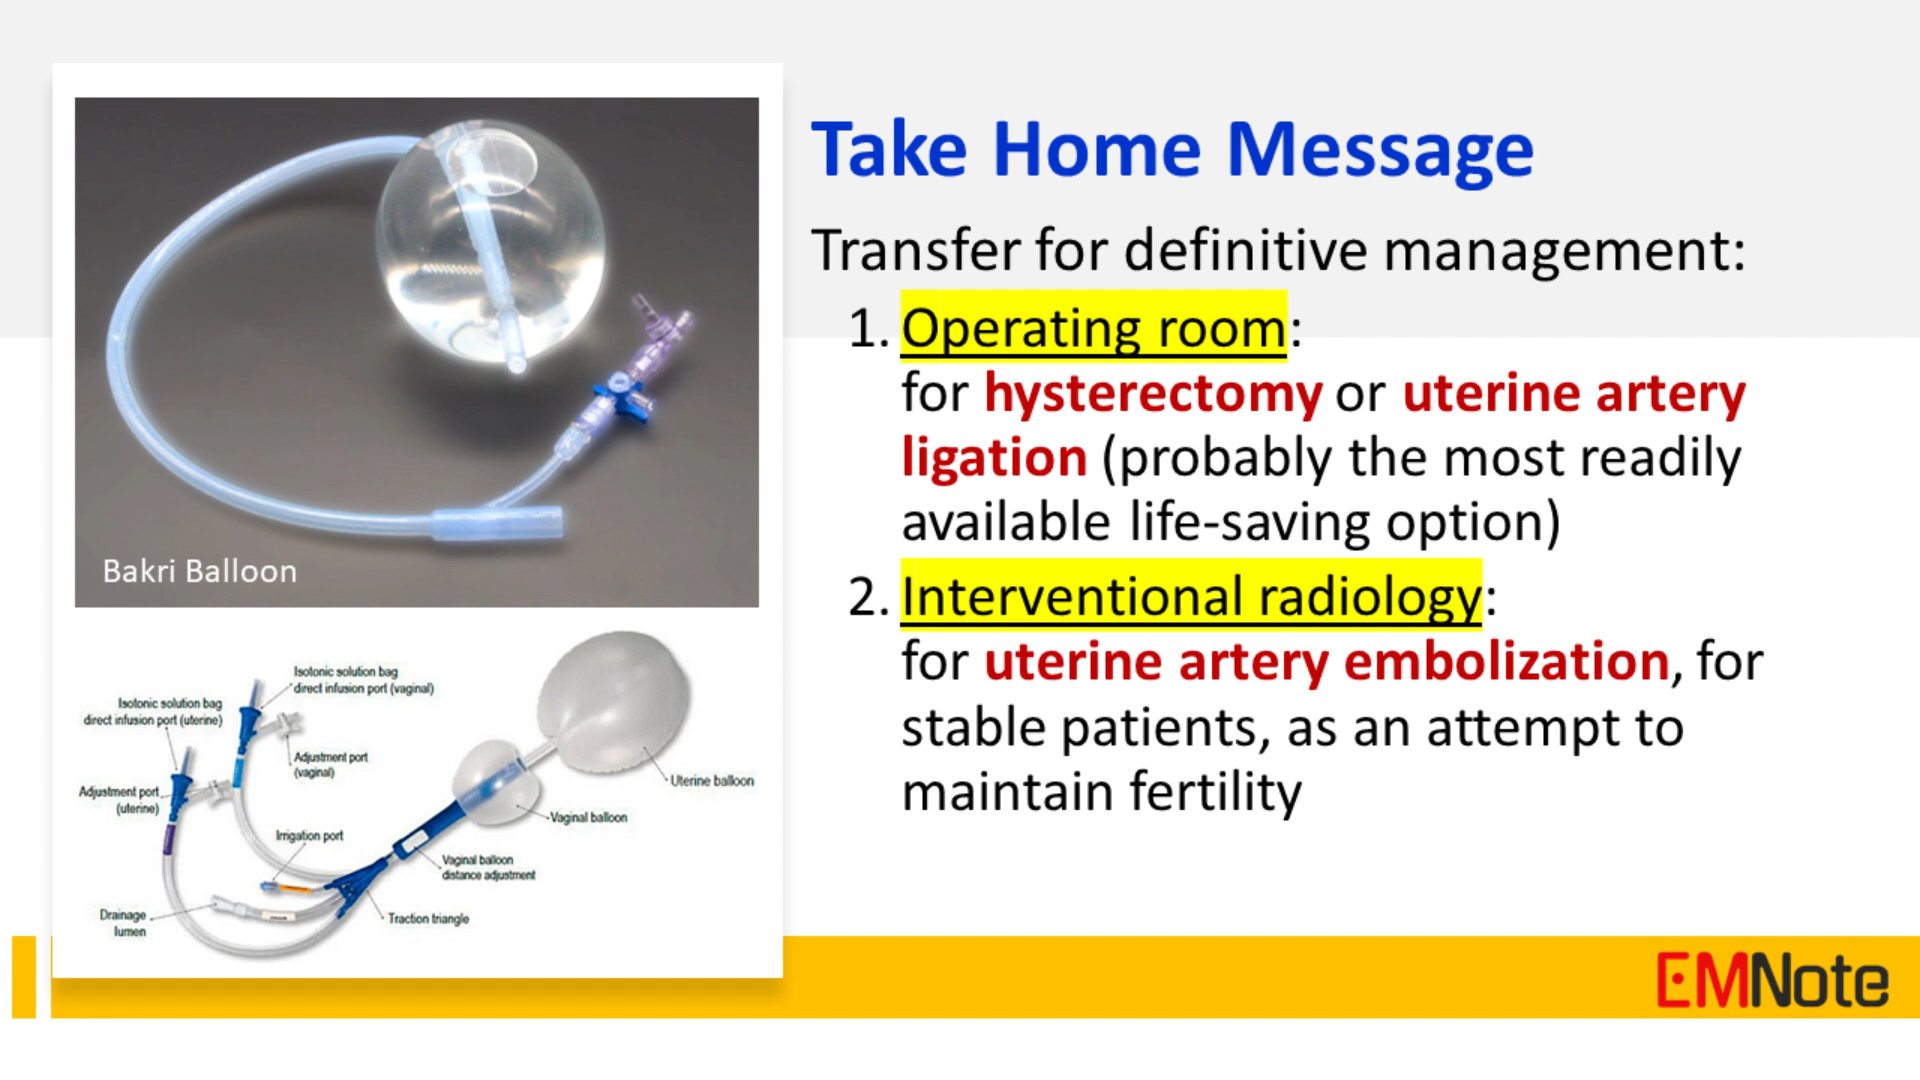 Take Home Message
Transfer for definitive management:
1. Operating room:
for hysterectomy or uterine artery
ligation (probably the most readily
available life-saving option)
2. Interventional radiology:
for uterine artery embolization, for
stable patients, as an attempt to
maintain fertility
Bakri Balloon
Isotonic solution bag
direct infusion port (vaginal)
Isotonic solution bag
direct infusion port (uterine)
Adjustment port
(vaginal)
Adjustment port
(uterine)
Uterine balloon
Vaginal balloon
Irrigation port
Vaginal balloon
distance adjustment
Drainage
lumen
Traction triangle
EMNote